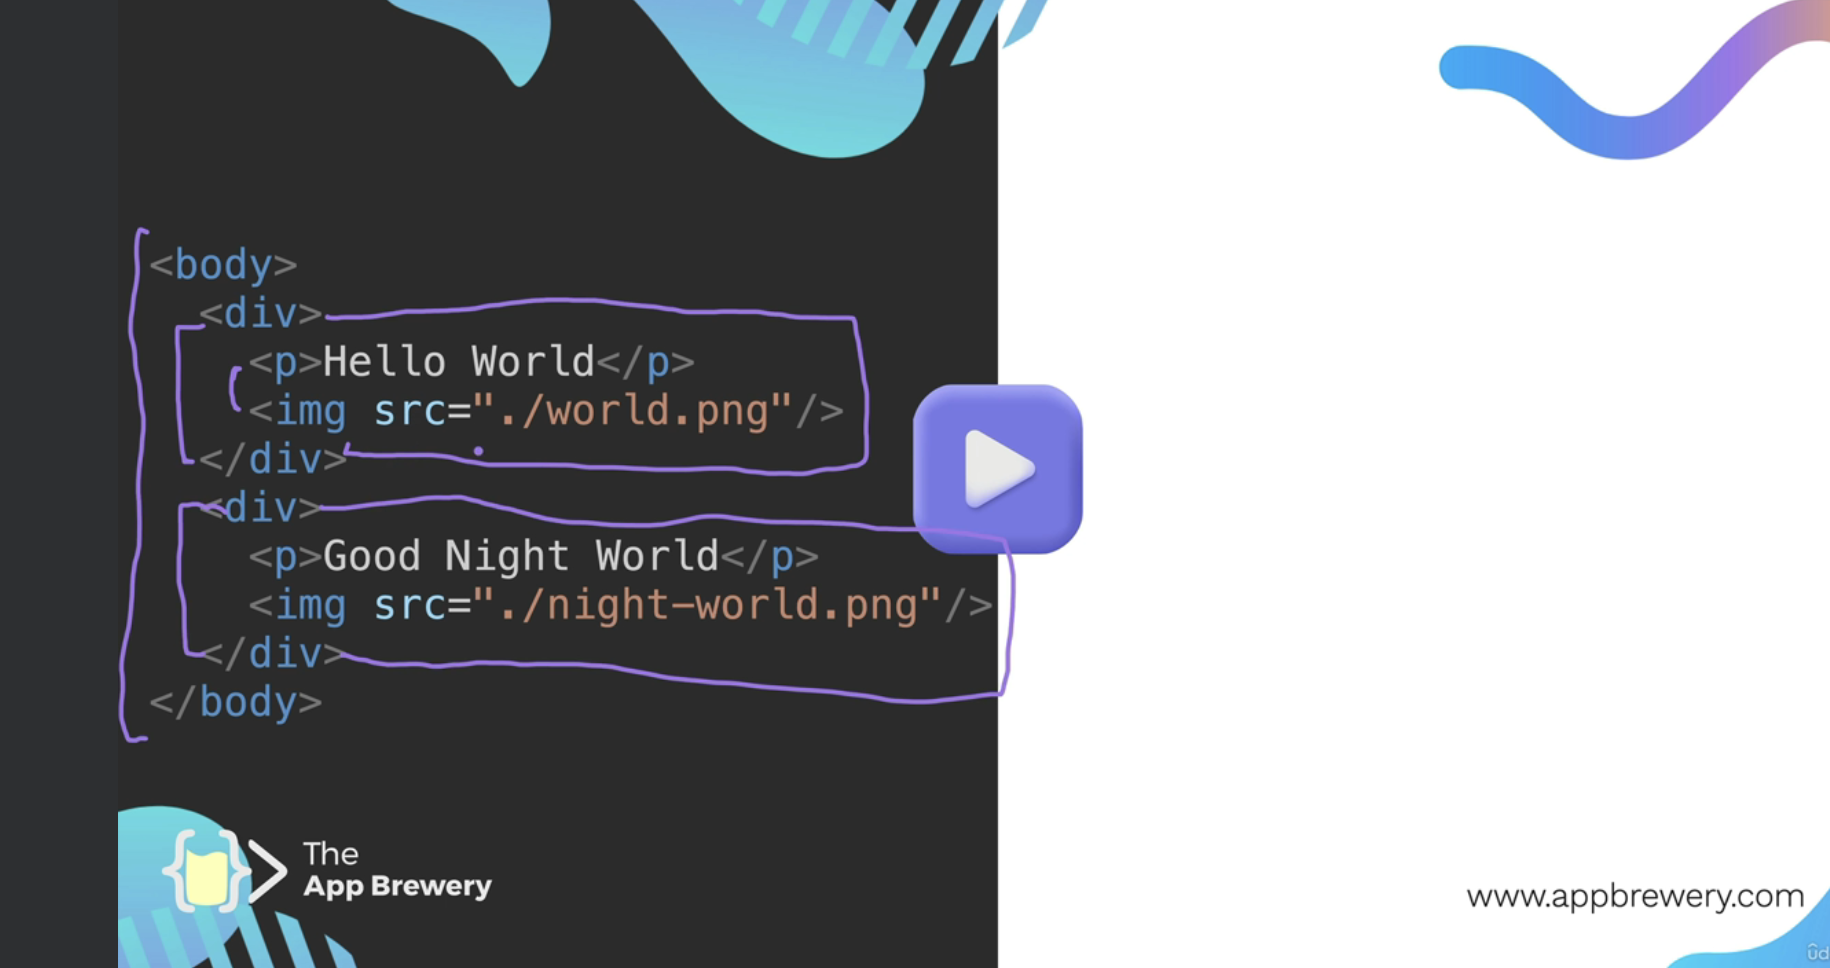 <body>
<div>
<p>Hello World</p>
<img src="./world.png"/>
</div>
<div>
<p>Good Night World</p>
<img src="./night-world.png"/>
</div>
</body>
The
App Brewery
www.appbrewery.com